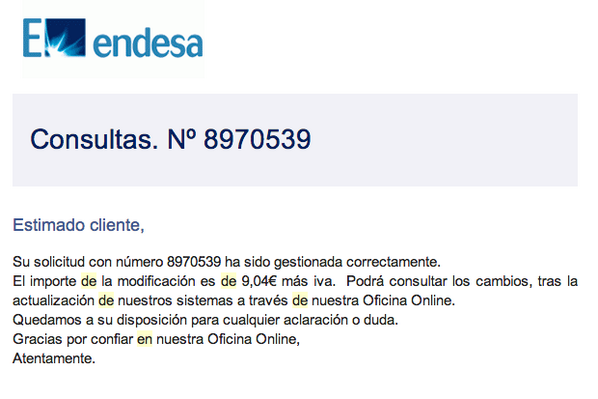 endesa
Consultas. Nº 8970539
Estimado cliente,
Su solicitud con número 8970539 ha sido gestionada correctamente.
El importe de la modificación es de 9,04€ más iva. Podrá consultar los cambios, tras la
actualización de nuestros sistemas a través de nuestra Oficina Online.
Quedamos a su disposición para cualquier aclaración o duda.
Gracias por confiar en nuestra Oficina Online,
Atentamente.